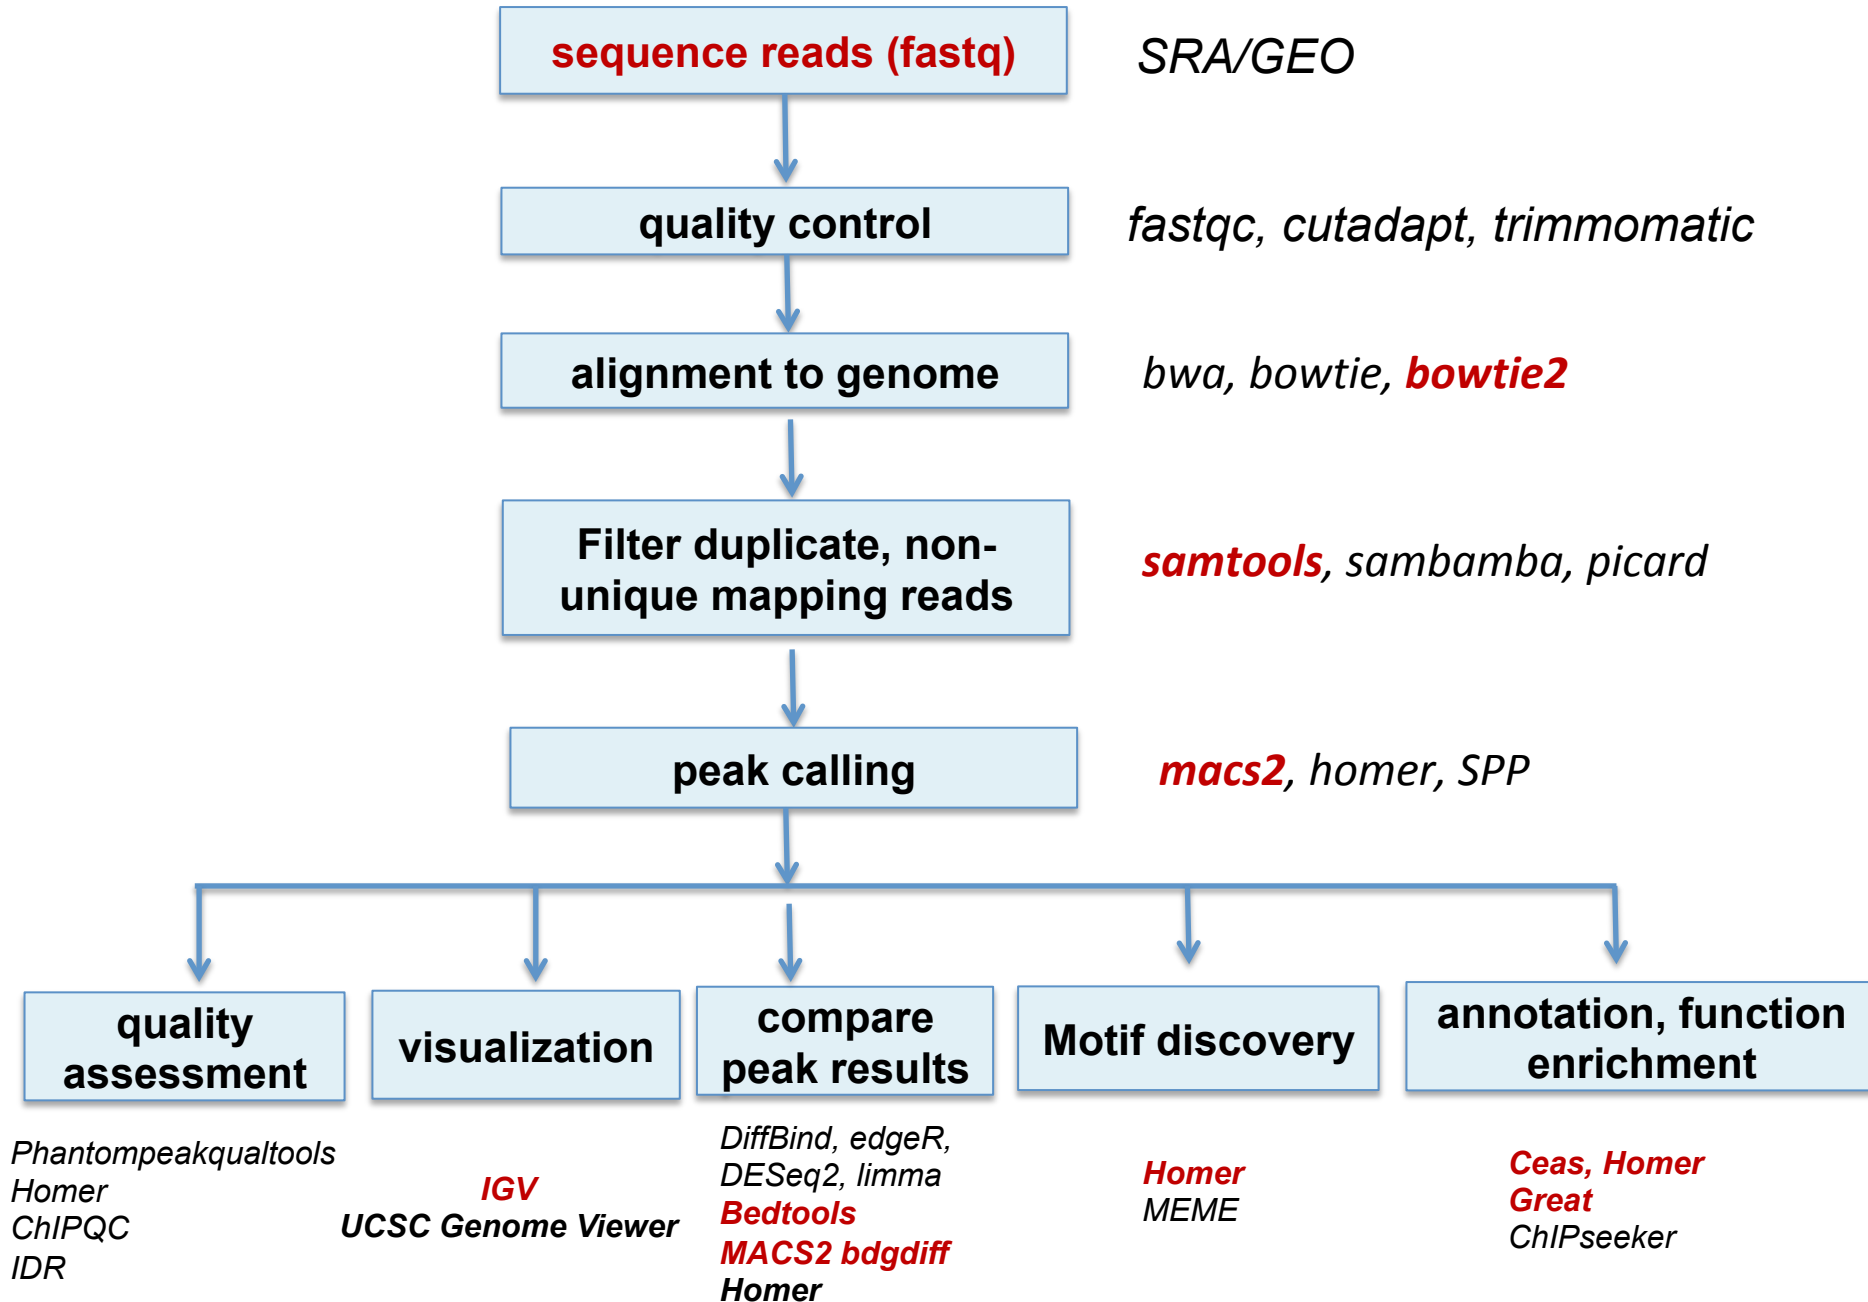 sequence reads (fastq)
SRA/GEO
quality control
fastqc, cutadapt, trimmomatic
alignment to genome
bwa, bowtie, bowtie2
Filter duplicate, non-
unique mapping reads
samtools, sambamba, picard
peak calling
macs2, homer, SPP
quality
assessment
visualization
compare
peak results
Motif discovery
annotation, function
enrichment
Phantompeakqualtools
Homer
ChIPQC
IDR
IGV
UCSC Genome Viewer
DiffBind, edgeR,
DESeq2, limma
Bedtools
MACS2 bdgdiff
Homer
Homer
MEME
Ceas, Homer
Great
ChIPseeker